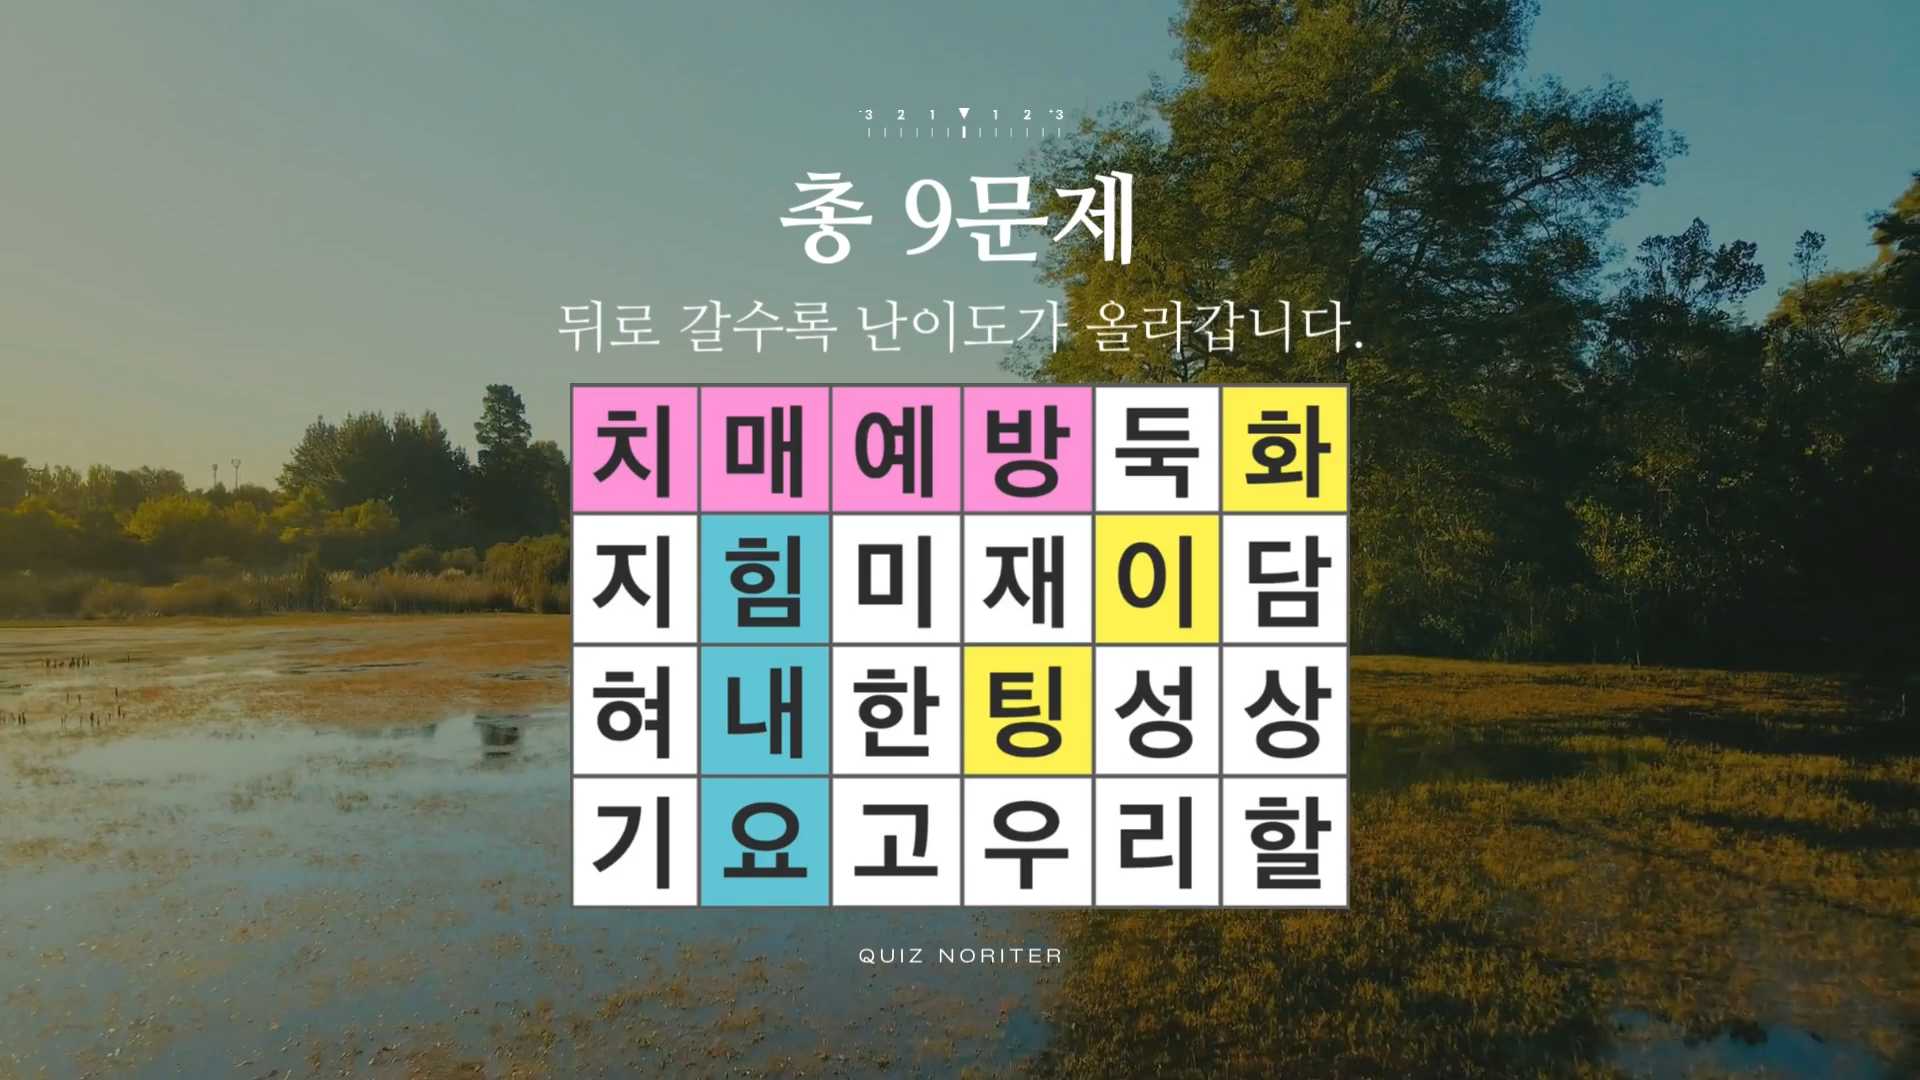 -3 2 1 1 2 +3
총 9문제
뒤로 갈수록 난이도가 올라갑니다.
치 매 예 방 둑 화
지 힘 미 재 이 담
혀 내 한 팅 성 상
기 요 고 우 리 할
QUIZ NORITER